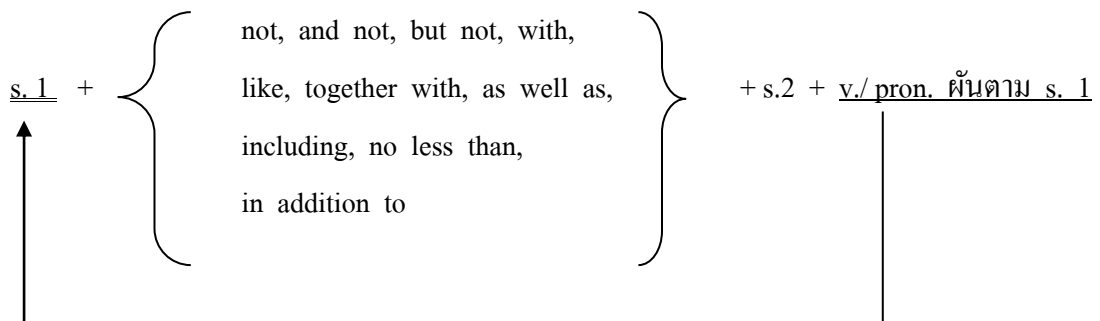 not, and not, but not, with,
s. 1 + like, together with, as well as, + s.2 + v./ pron. ผันตาม s. 1
including, no less than,
in addition to